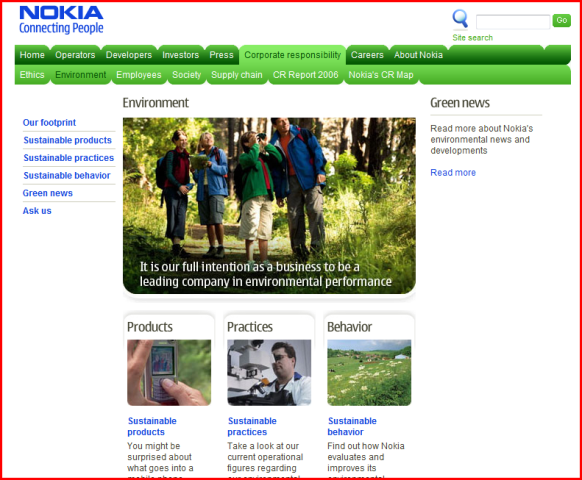 NOKIA
Connecting People
Go
Site search
Home Operators Developers Investors Press Corporate responsibility Careers About Nokia
Ethics Environment Employees Society Supply chain CR Report 2006 Nokia's CR Map
Our footprint
Sustainable products
Sustainable practices
Sustainable behavior
Green news
Ask us
Environment
It is our full intention as a business to be a
leading company in environmental performance
Green news
Read more about Nokia's
environmental news and
developments
Read more
Products
Sustainable
products
You might be
surprised about
what goes into a
mobile phone
Practices
Sustainable
practices
Take a look at our
current operational
figures regarding
our environmental
Behavior
Sustainable
behavior
Find out how Nokia
evaluates and
improves its
environmental